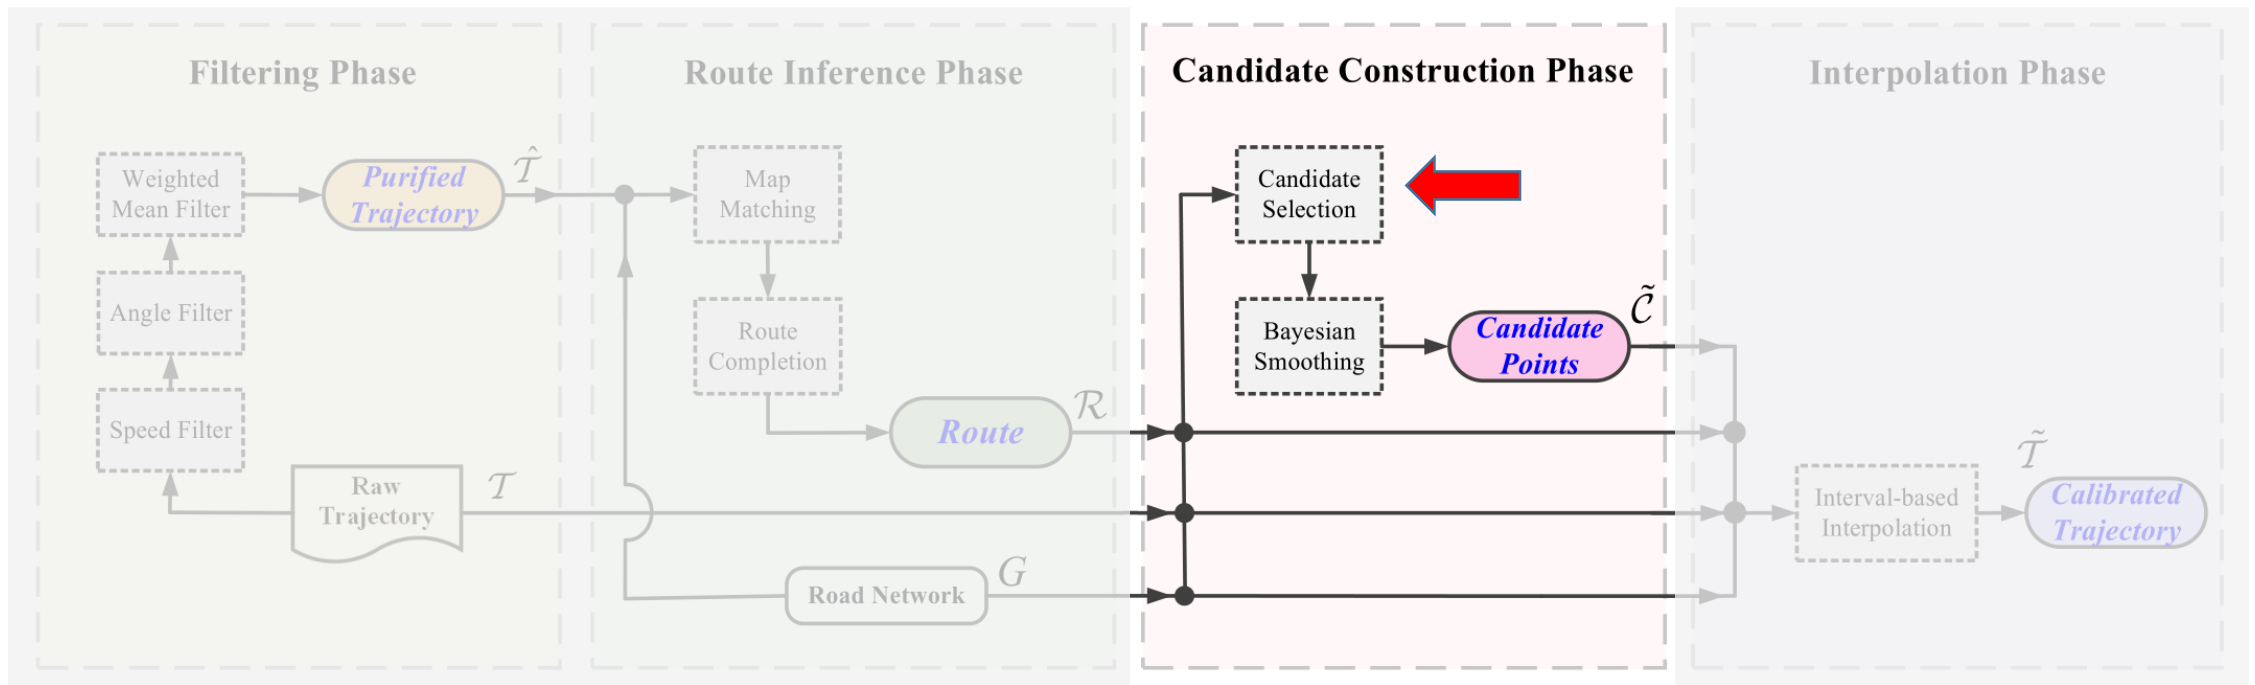 Filtering Phase
Weighted
Mean Filter
Purified
Trajectory
𝒯̂
Angle Filter
Speed Filter
Raw
Trajectory
𝒯
Route Inference Phase
Map
Matching
Route
Completion
Route
ℛ
Road Network
G
Candidate Construction Phase
Candidate
Selection
Bayesian
Smoothing
Candidate
Points
𝒞̃
Interpolation Phase
Interval-based
Interpolation
𝒯̃
Calibrated
Trajectory